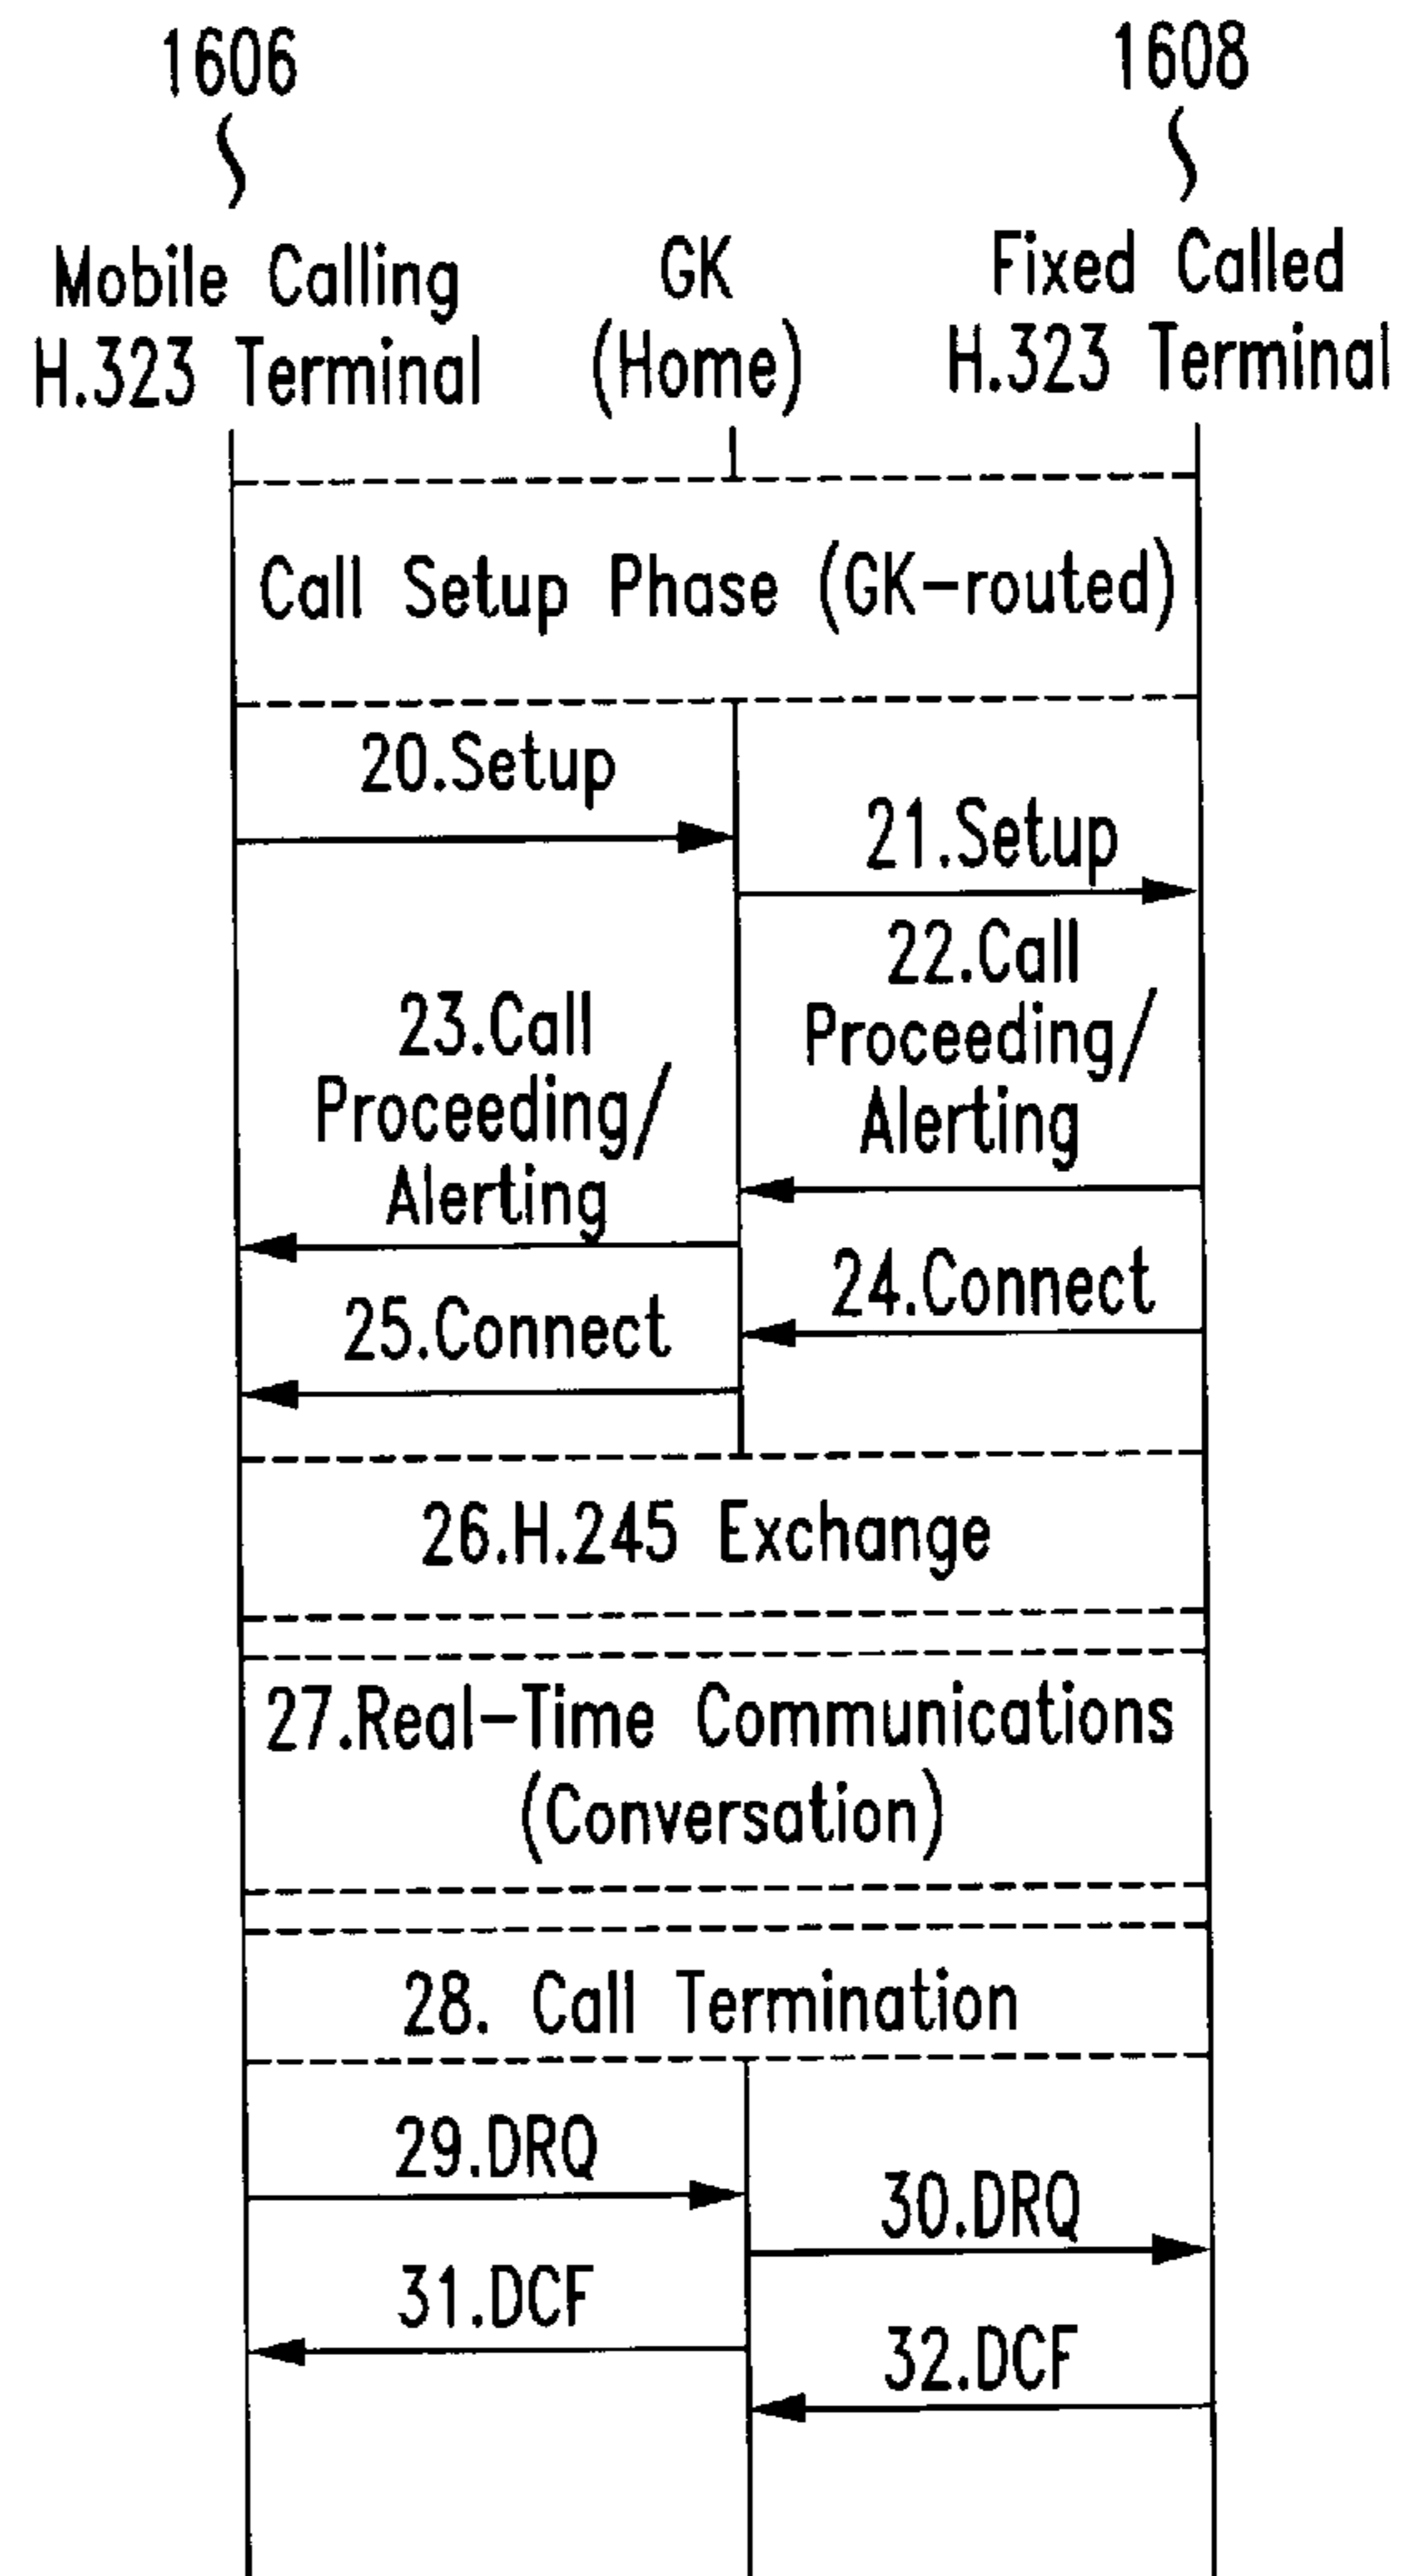 1606
1608
Mobile Calling
H.323 Terminal
GK
(Home)
Fixed Called
H.323 Terminal
Call Setup Phase (GK-routed)
20.Setup
21.Setup
22.Call
Proceeding/
Alerting
23.Call
Proceeding/
Alerting
24.Connect
25.Connect
26.H.245 Exchange
27.Real-Time Communications
(Conversation)
28. Call Termination
29.DRQ
30.DRQ
31.DCF
32.DCF